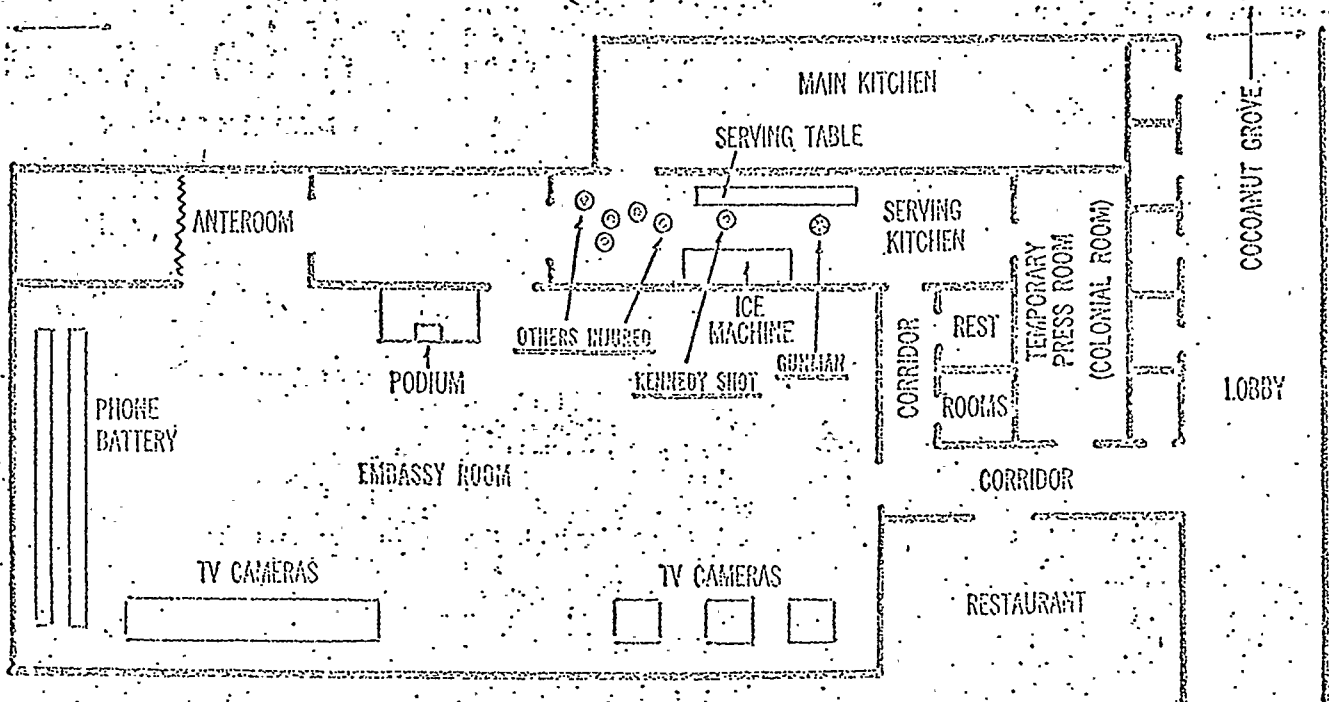 MAIN KITCHEN
SERVING TABLE
COCOANUT GROVE
ANTEROOM
SERVING
KITCHEN
TEMPORARY
PRESS ROOM
(COLONIAL ROOM)
OTHERS INJURED
ICE
MACHINE
REST
ROOMS
PODIUM
KENNEDY SHOT
GUNMAN
CORRIDOR
LOBBY
PHONE
BATTERY
EMBASSY ROOM
CORRIDOR
TV CAMERAS
TV CAMERAS
RESTAURANT